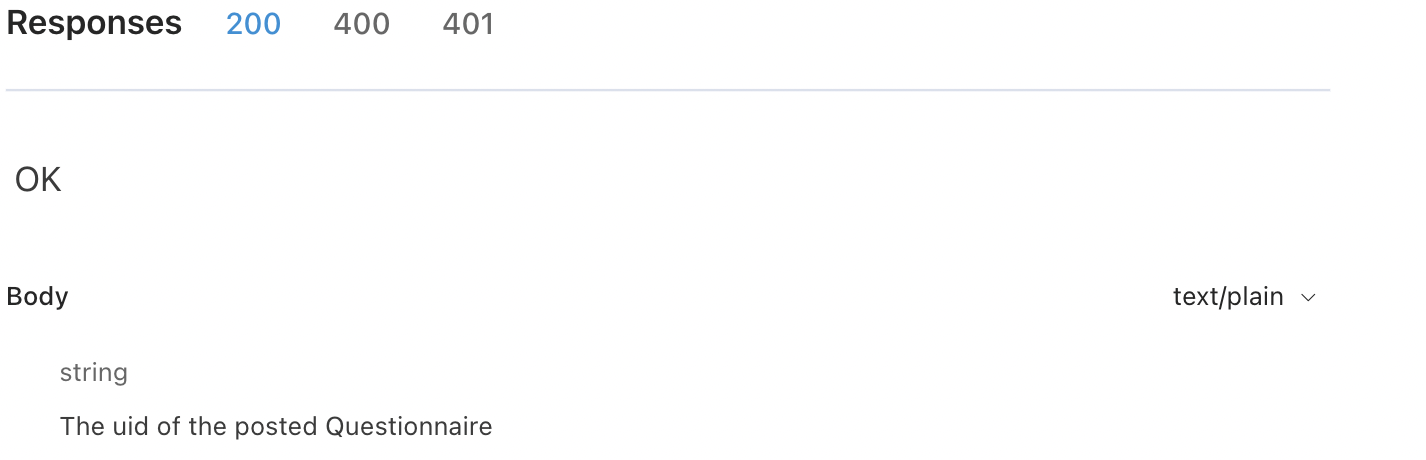 Responses 200 400 401
OK
Body text/plain
string
The uid of the posted Questionnaire